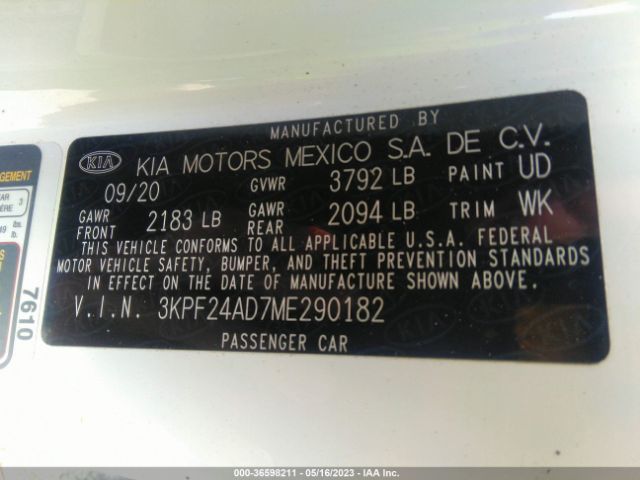 MANUFACTURED BY
KIA KIA MOTORS MEXICO S.A. DE C.V.
09/20 GVWR 3792 LB PAINT UD
GAWR FRONT 2183 LB GAWR REAR 2094 LB TRIM WK
THIS VEHICLE CONFORMS TO ALL APPLICABLE U.S.A. FEDERAL
MOTOR VEHICLE SAFETY, BUMPER, AND THEFT PREVENTION STANDARDS
IN EFFECT ON THE DATE OF MANUFACTURE SHOWN ABOVE.
V.I.N. 3KPF24AD7ME290182
PASSENGER CAR
7610
000-36598211 - 05/16/2023 - IAA Inc.